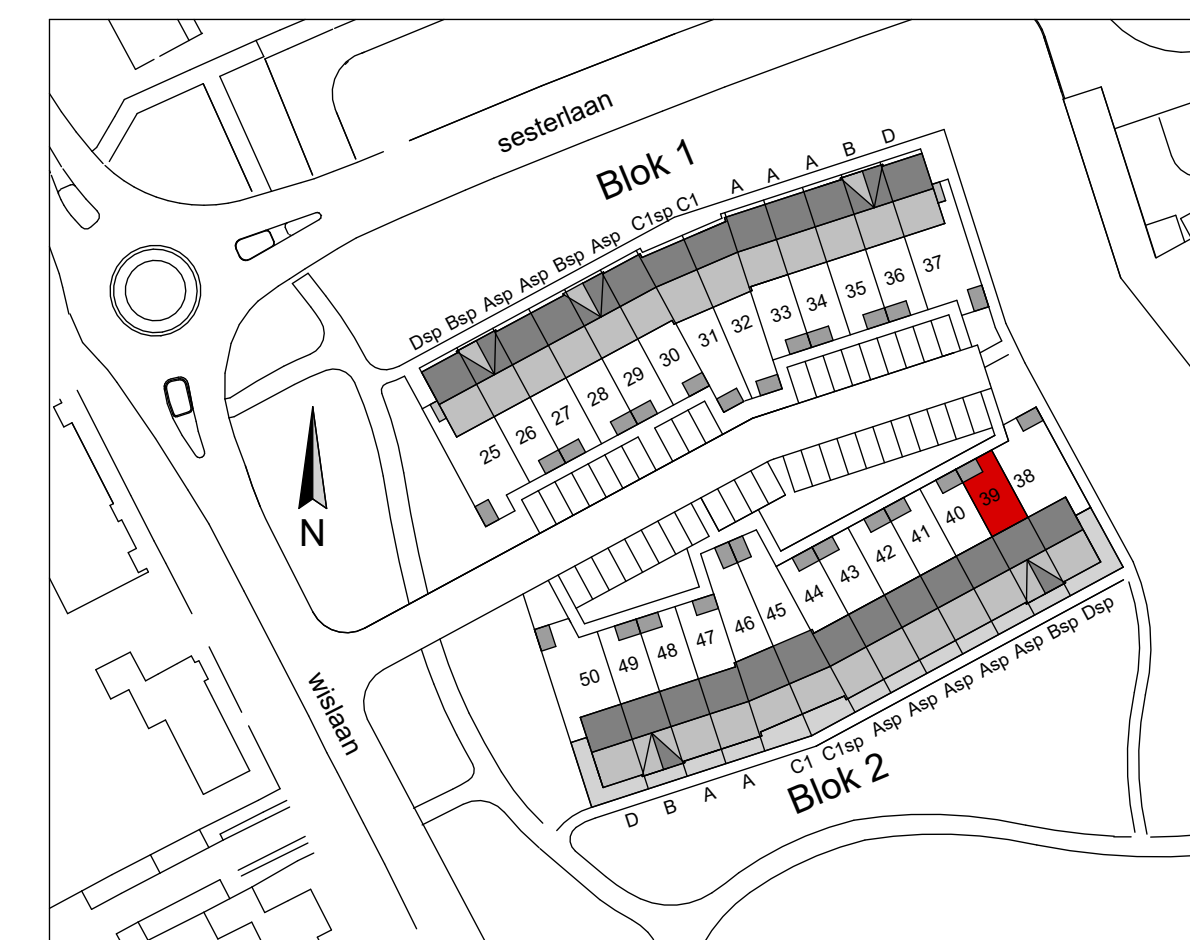 sesterlaan
Blok 1
Dsp Bsp Asp Asp Bsp Asp C1sp C1 A A A B D
25 26 27 28 29 30 31 32 33 34 35 36 37
N
38
39
40
41
42
43
44
45
46
47
48
49
50
wislaan
D B A A C1 C1sp Asp Asp Asp Asp Asp Bsp Dsp
Blok 2